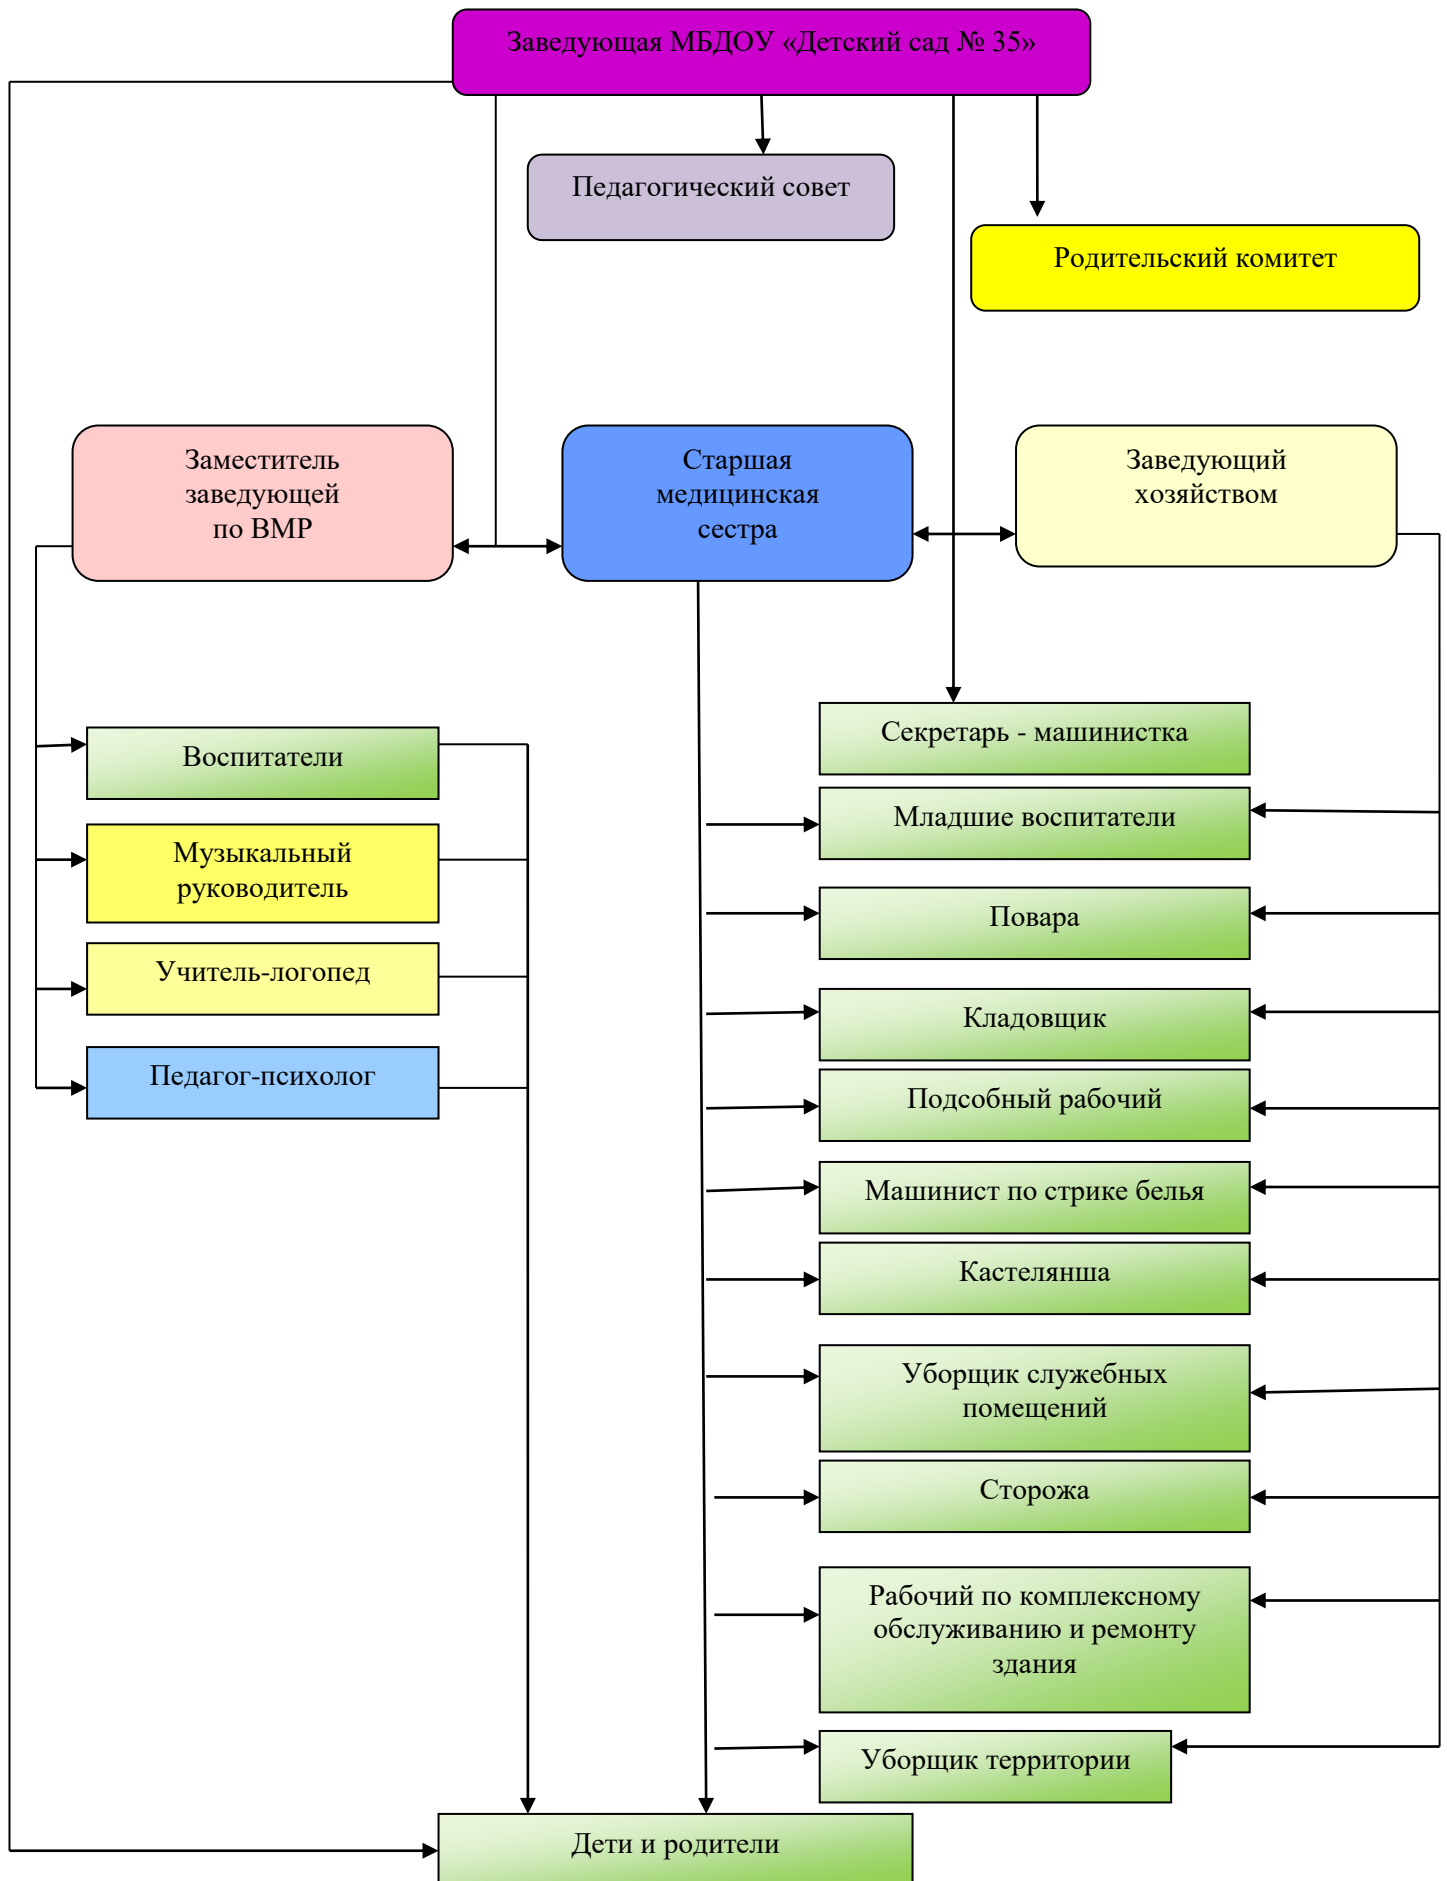 Заведующая МБДОУ «Детский сад № 35»
Педагогический совет
Родительский комитет
Заместитель
заведующей
по ВМР
Старшая
медицинская
сестра
Заведующий
хозяйством
Воспитатели
Музыкальный
руководитель
Учитель-логопед
Педагог-психолог
Секретарь - машинистка
Младшие воспитатели
Повара
Кладовщик
Подсобный рабочий
Машинист по стрике белья
Кастелянша
Уборщик служебных
помещений
Сторожа
Рабочий по комплексному
обслуживанию и ремонту
здания
Уборщик территории
Дети и родители